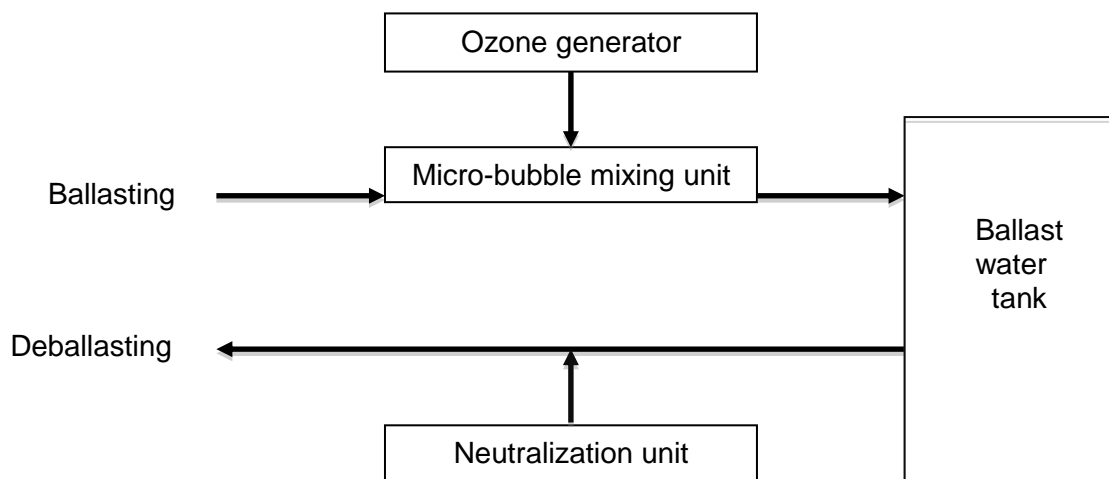 Ozone generator
Micro-bubble mixing unit
Ballasting
Ballast
water
tank
Deballasting
Neutralization unit